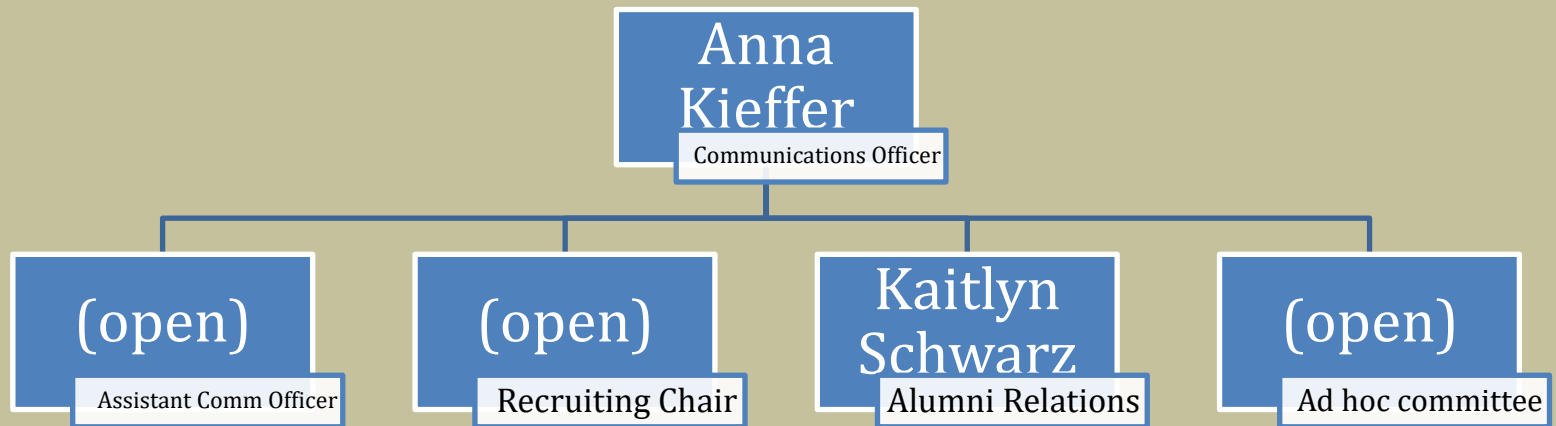 Anna
Kieffer
Communications Officer
(open)
Assistant Comm Officer
(open)
Recruiting Chair
Kaitlyn
Schwarz
Alumni Relations
(open)
Ad hoc committee